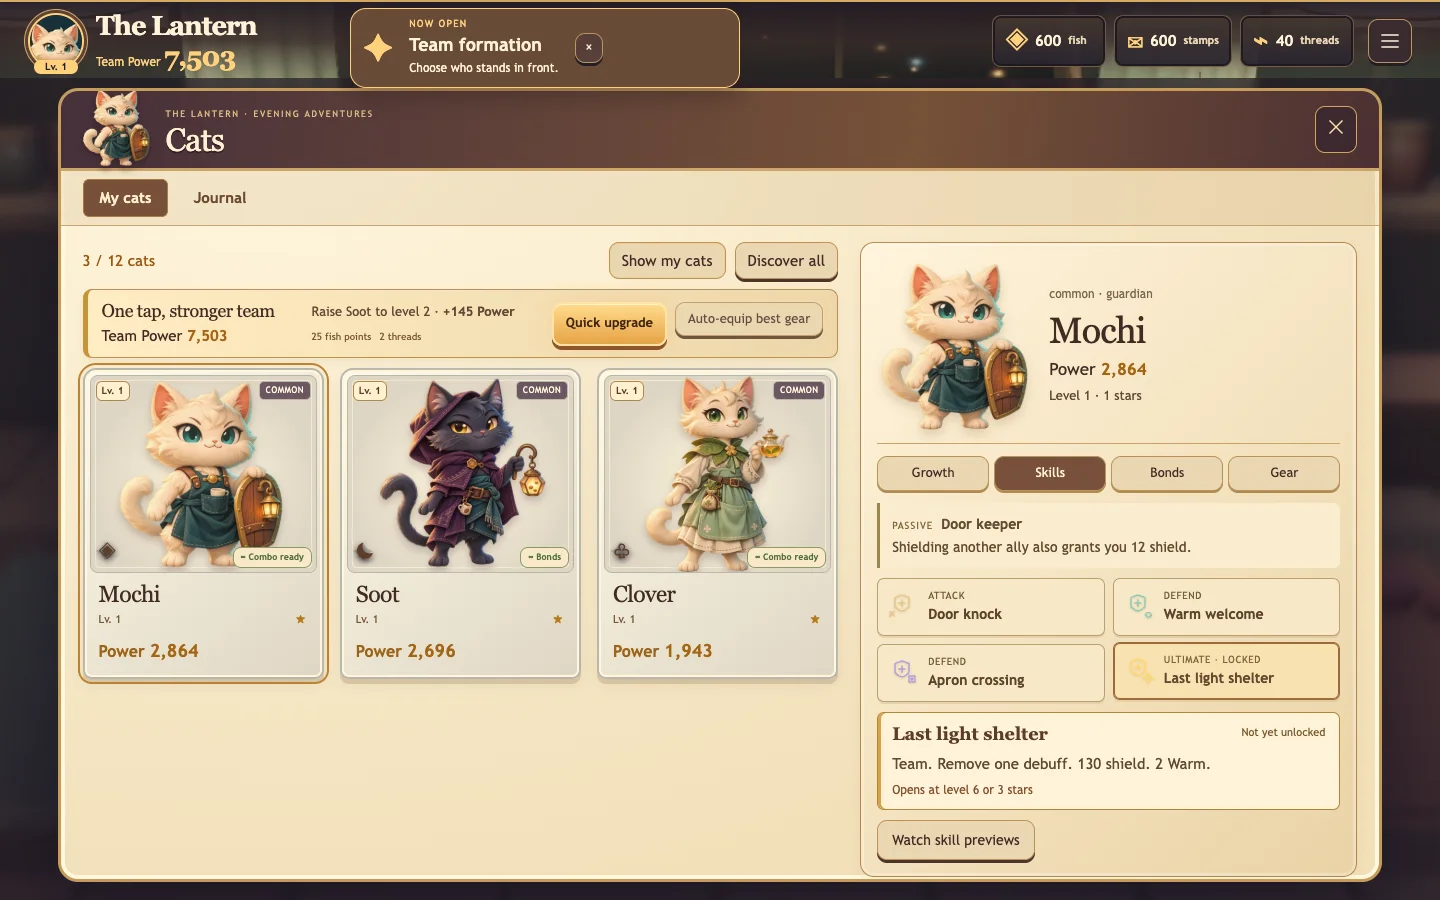 The Lantern
Lv. 1
Team Power 7,503
NOW OPEN
Team formation
Choose who stands in front.
×
600 fish
600 stamps
40 threads
THE LANTERN · EVENING ADVENTURES
Cats
My cats
Journal
3 / 12 cats
Show my cats
Discover all
One tap, stronger team
Team Power 7,503
Raise Soot to level 2 · +145 Power
25 fish points 2 threads
Quick upgrade
Auto-equip best gear
Lv. 1
COMMON
Combo ready
Mochi
Lv. 1
Power 2,864
Lv. 1
COMMON
Bonds
Soot
Lv. 1
Power 2,696
Lv. 1
COMMON
Combo ready
Clover
Lv. 1
Power 1,943
common · guardian
Mochi
Power 2,864
Level 1 · 1 stars
Growth
Skills
Bonds
Gear
PASSIVE Door keeper
Shielding another ally also grants you 12 shield.
ATTACK
Door knock
DEFEND
Warm welcome
DEFEND
Apron crossing
ULTIMATE · LOCKED
Last light shelter
Last light shelter
Not yet unlocked
Team. Remove one debuff. 130 shield. 2 Warm.
Opens at level 6 or 3 stars
Watch skill previews